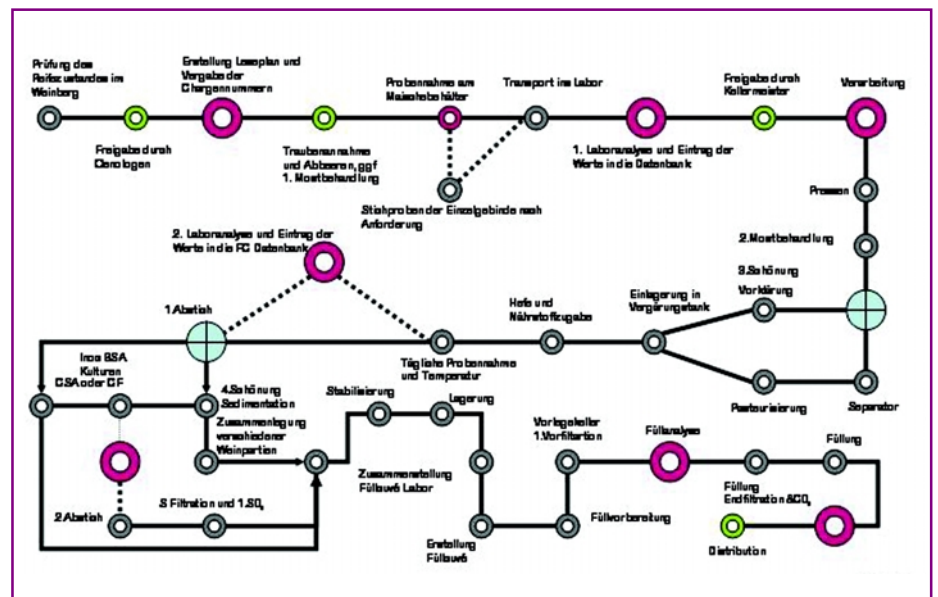 Prüfung des
Reifezustandes im
Weinberg
Erstellung Leseplan und
Vergabe der
Chargennummern
Probennahme am
Maischebehälter
Transport ins Labor
Freigabe durch
Kellermeister
Verarbeitung
Freigabe durch
Oenologen
Traubenannahme
und Abbeeren, ggf
1. Mostbehandlung
1. Laboranalyse und Eintrag der
Werte in die Datenbank
Stichproben der Einzelgebinde nach
Anforderung
Pressen
2. Laboranalyse und Eintrag der
Werte in die FC Datenbank
2.Mostbehandlung
3.Schönung
Vorklärung
Einlagerung in
Vergärungstank
Hefe und
Nährstoffzugabe
1.Abstich
Tägliche Probennahme
und Temperatur
Inoc BSA
Kulturen
CSA oder CF
4.Schönung
Sedimentation
Stabilisierung
Lagerung
Pasteurisierung
Separator
Zusammenlegung
verschiedener
Weinpartien
Vorlagekeller
1.Vorfiltartion
Füllanalyse
Füllung
Zusammenstellung
Füllcuvé Labor
Füllung
Endfiltration &CO₂
S Filtration und 1.SO₂
2.Abstich
Füllvorbereitung
Erstellung
Füllcuvé
Distribution